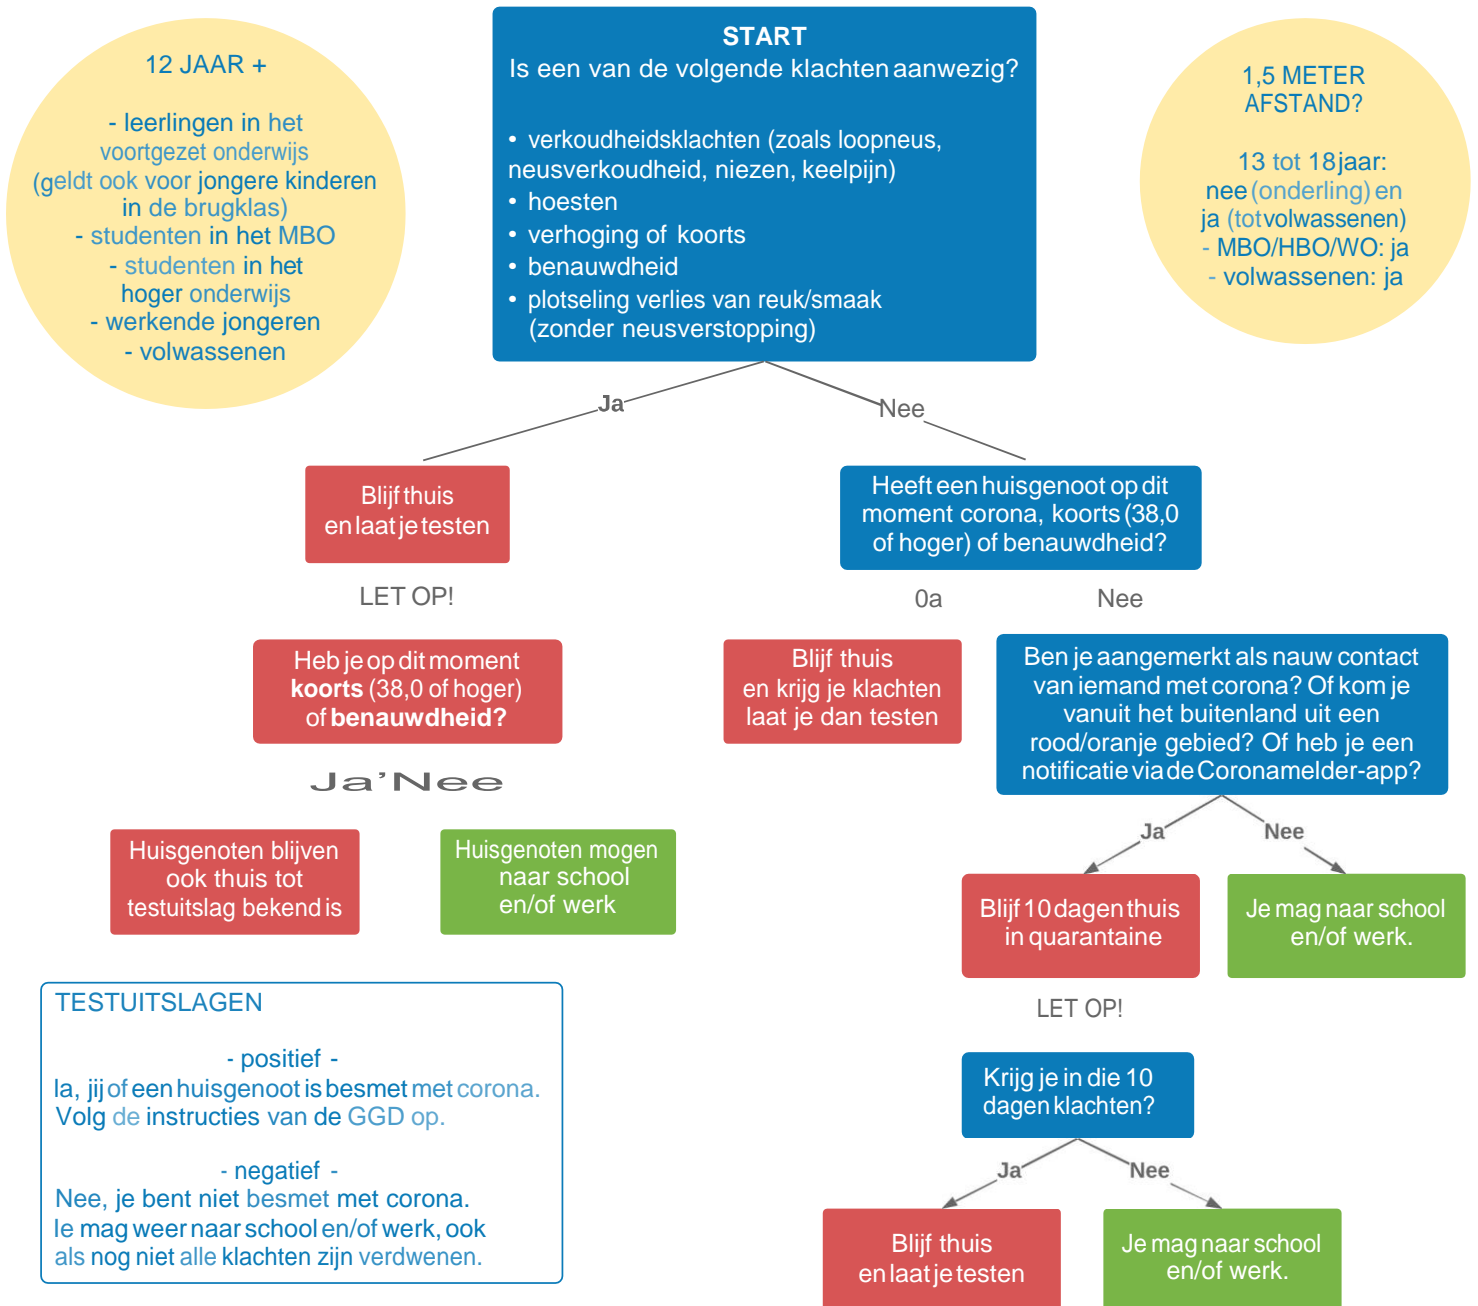 12 JAAR +
- leerlingen in het
voortgezet onderwijs
(geldt ook voor jongere kinderen
in de brugklas)
- studenten in het MBO
- studenten in het
hoger onderwijs
- werkende jongeren
- volwassenen
START
Is een van de volgende klachten aanwezig?
• verkoudheidsklachten (zoals loopneus,
neusverkoudheid, niezen, keelpijn)
• hoesten
• verhoging of koorts
• benauwdheid
• plotseling verlies van reuk/smaak
(zonder neusverstopping)
1,5 METER
AFSTAND?
13 tot 18 jaar:
nee (onderling) en
ja (tot volwassenen)
- MBO/HBO/WO: ja
- volwassenen: ja
Ja
Nee
Blijf thuis
en laat je testen
Heeft een huisgenoot op dit
moment corona, koorts (38,0
of hoger) of benauwdheid?
LET OP!
0a
Nee
Heb je op dit moment
koorts (38,0 of hoger)
of benauwdheid?
Blijf thuis
en krijg je klachten
laat je dan testen
Ben je aangemerkt als nauw contact
van iemand met corona? Of kom je
vanuit het buitenland uit een
rood/oranje gebied? Of heb je een
notificatie via de Coronamelder-app?
Ja'Nee
Ja
Nee
Huisgenoten blijven
ook thuis tot
testuitslag bekend is
Huisgenoten mogen
naar school
en/of werk
Blijf 10 dagen thuis
in quarantaine
Je mag naar school
en/of werk.
LET OP!
TESTUITSLAGEN
- positief -
Ia, jij of een huisgenoot is besmet met corona.
Volg de instructies van de GGD op.
- negatief -
Nee, je bent niet besmet met corona.
Ie mag weer naar school en/of werk, ook
als nog niet alle klachten zijn verdwenen.
Krijg je in die 10
dagen klachten?
Ja
Nee
Blijf thuis
en laat je testen
Je mag naar school
en/of werk.